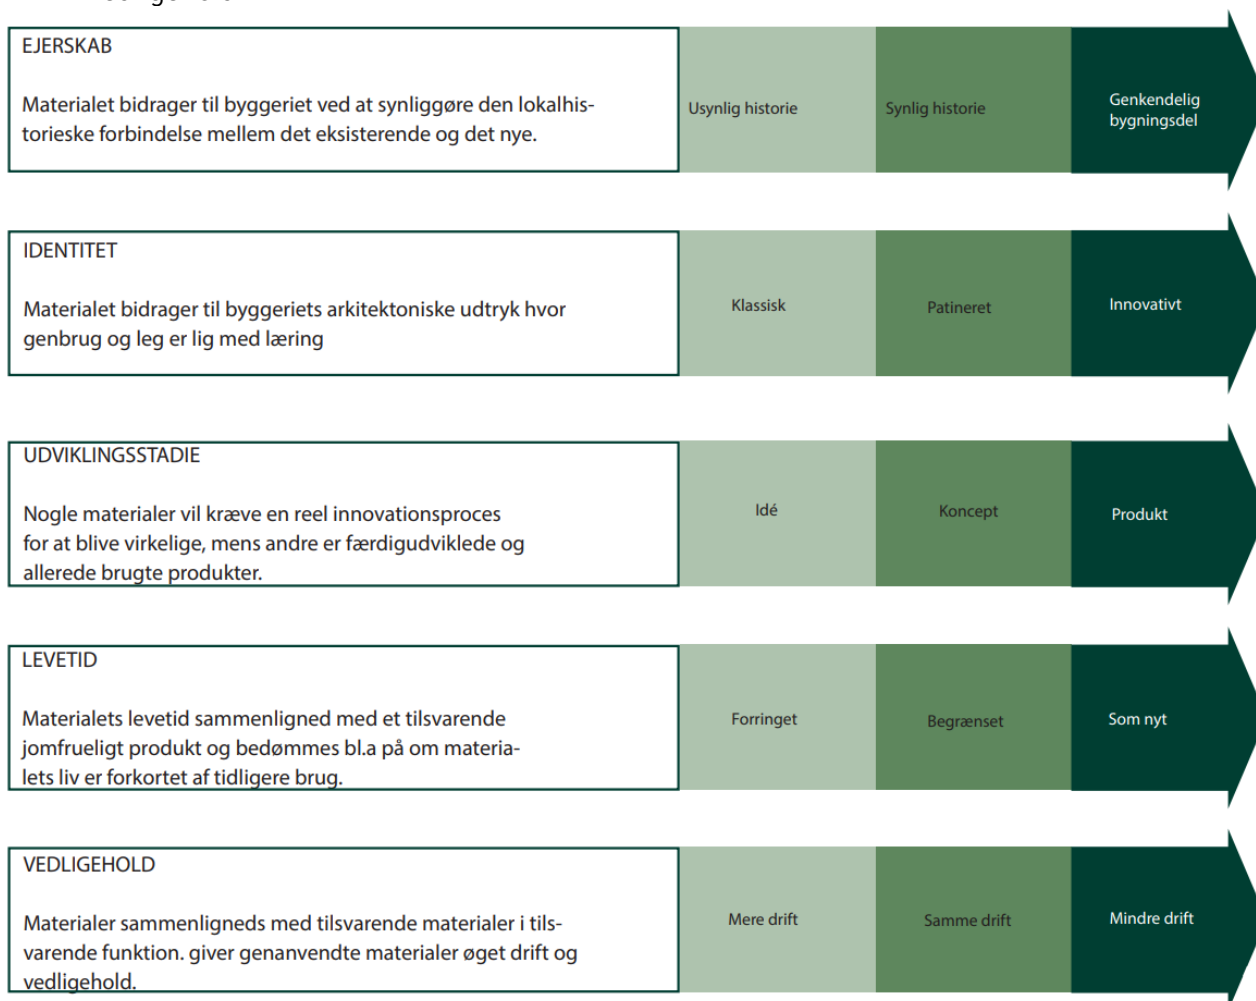 EJERSKAB
Materialet bidrager til byggeriet ved at synliggøre den lokalhis-
torieske forbindelse mellem det eksisterende og det nye.
Usynlig historie
Synlig historie
Genkendelig
bygningsdel
IDENTITET
Materialet bidrager til byggeriets arkitektoniske udtryk hvor
genbrug og leg er lig med læring
Klassisk
Patineret
Innovativt
UDVIKLINGSSTADIE
Nogle materialer vil kræve en reel innovationsproces
for at blive virkelige, mens andre er færdigudviklede og
allerede brugte produkter.
Idé
Koncept
Produkt
LEVETID
Materialets levetid sammenligned med et tilsvarende
jomfrueligt produkt og bedømmes bl.a på om materia-
lets liv er forkortet af tidligere brug.
Forringet
Begrænset
Som nyt
VEDLIGEHOLD
Materialer sammenligneds med tilsvarende materialer i tils-
varende funktion. giver genanvendte materialer øget drift og
vedligehold.
Mere drift
Samme drift
Mindre drift